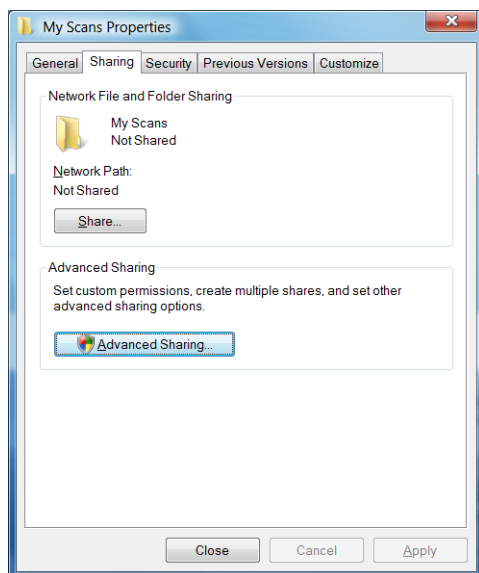 My Scans Properties
General Sharing Security Previous Versions Customize
Network File and Folder Sharing
My Scans
Not Shared
Network Path:
Not Shared
Share...
Advanced Sharing
Set custom permissions, create multiple shares, and set other
advanced sharing options.
Advanced Sharing...
Close Cancel Apply